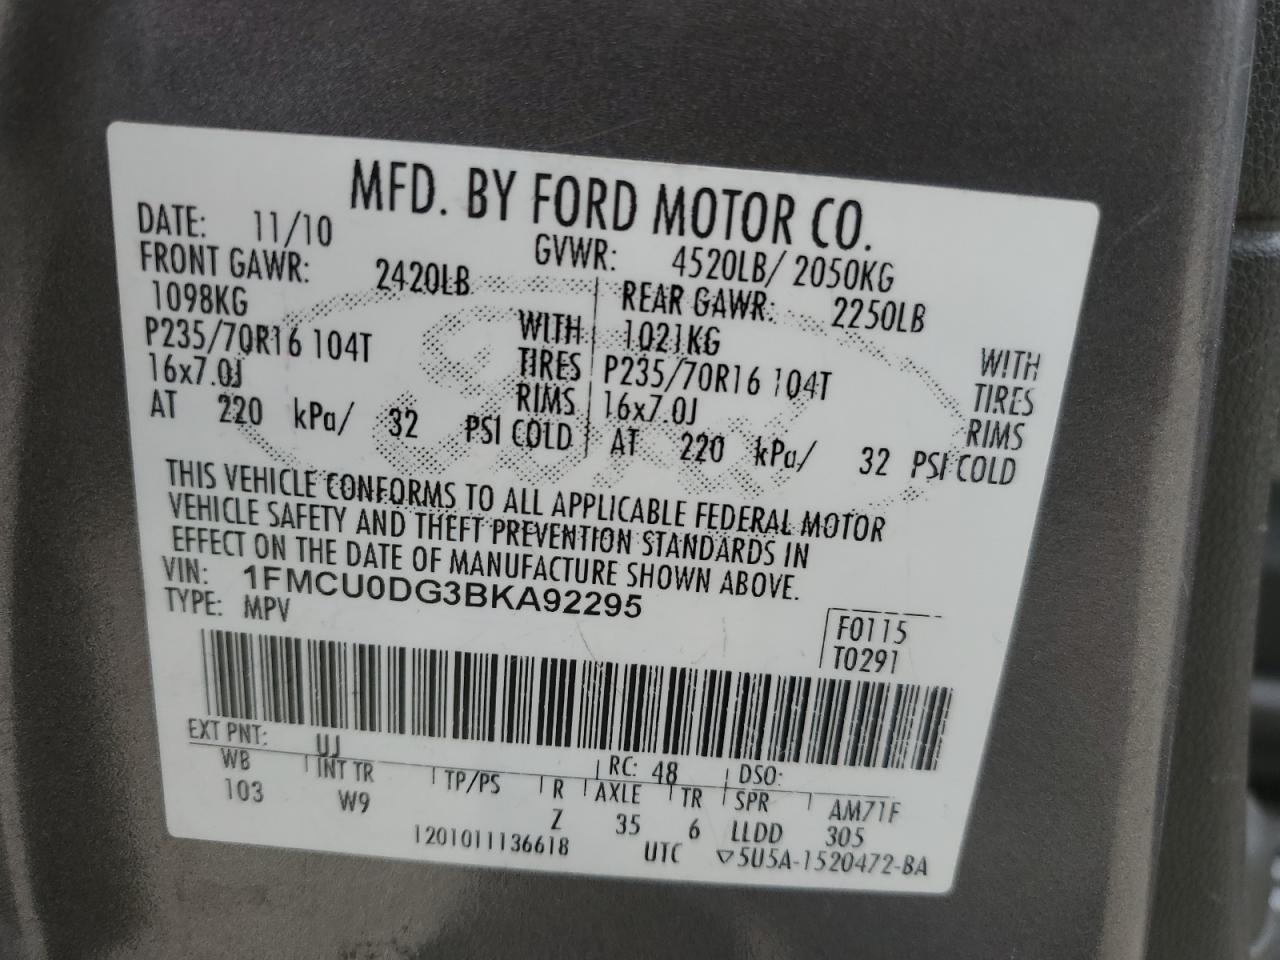 MFD. BY FORD MOTOR CO.
DATE: 11/10 GVWR: 4520LB/ 2050KG
FRONT GAWR: 2420LB REAR GAWR: 2250LB
1098KG WITH 1021KG WITH
P235/70R16 104T TIRES P235/70R16 104T TIRES
16x7.0J RIMS 16x7.0J RIMS
AT 220 kPa/ 32 PSI COLD AT 220 kPa/ 32 PSI COLD
THIS VEHICLE CONFORMS TO ALL APPLICABLE FEDERAL MOTOR
VEHICLE SAFETY AND THEFT PREVENTION STANDARDS IN
EFFECT ON THE DATE OF MANUFACTURE SHOWN ABOVE.
VIN: 1FMCU0DG3BKA92295
TYPE: MPV
F0115
T0291
EXT PNT: UJ RC: 48 DSO:
WB INT TR TP/PS R AXLE TR SPR AM71F
103 W9 Z 35 6 LLDD 305
1201011136618 UTC ▽5U5A-1520472-BA